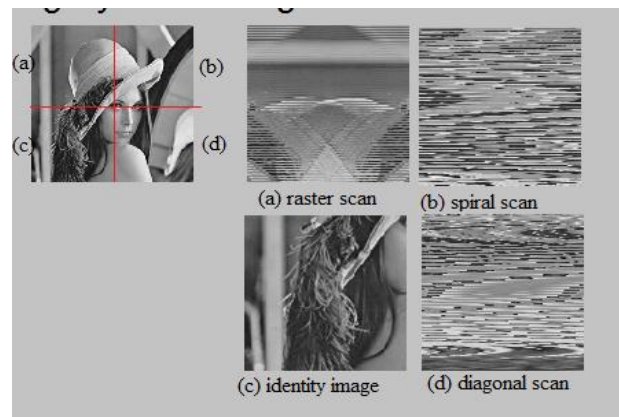 (a)
(b)
(c)
(d)
(a) raster scan
(b) spiral scan
(c) identity image
(d) diagonal scan